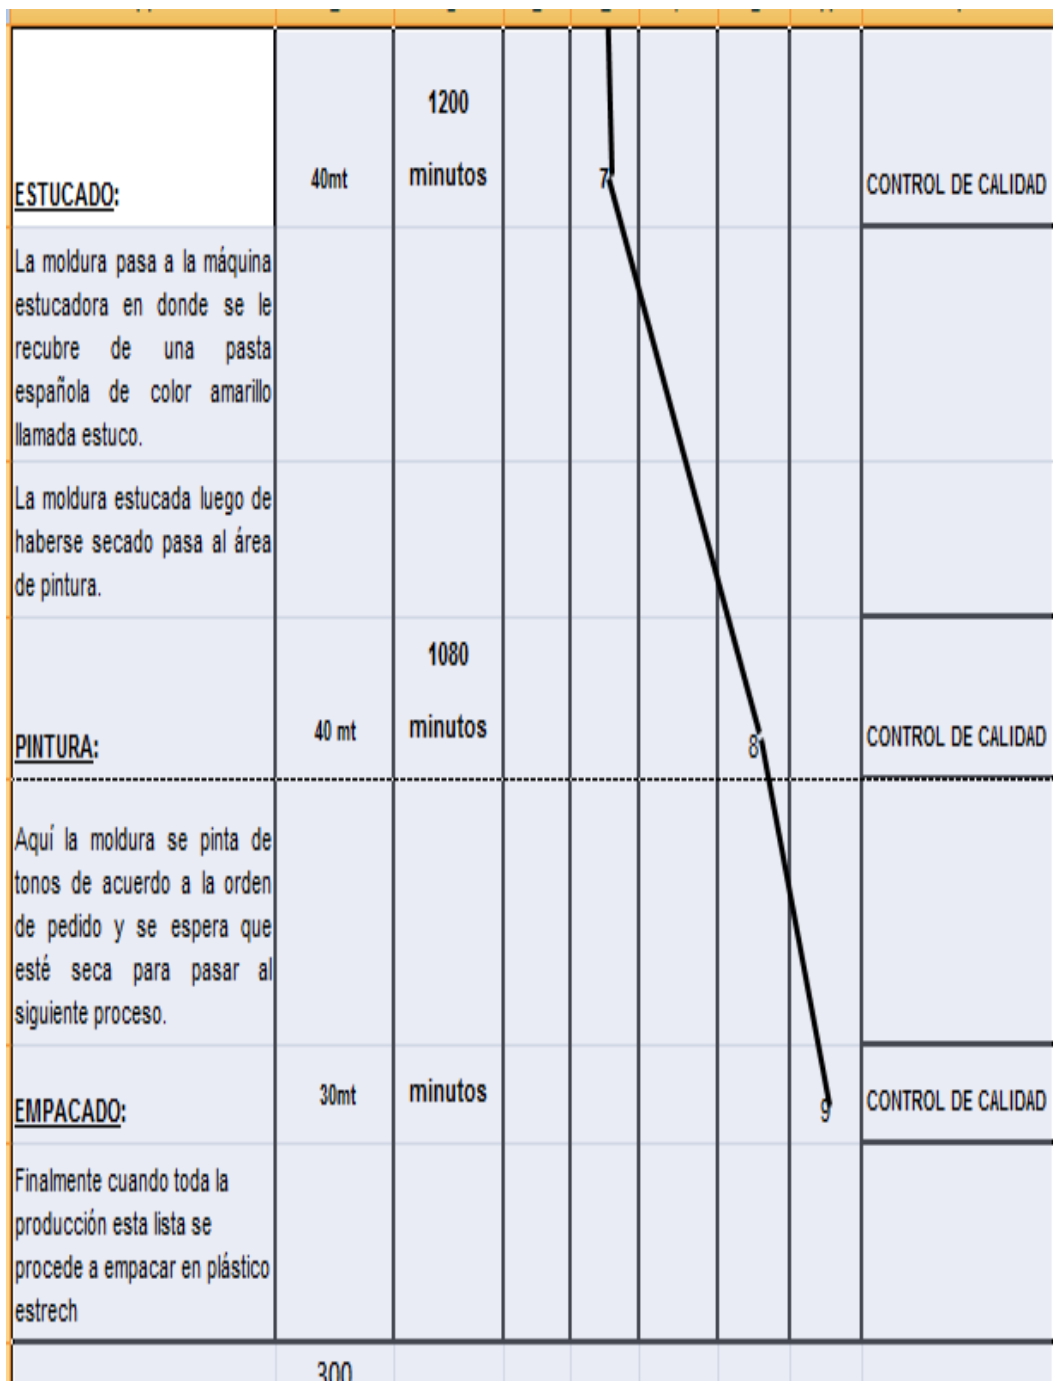 1200
ESTUCADO: 40mt minutos 7 CONTROL DE CALIDAD
La moldura pasa a la máquina
estucadora en donde se le
recubre de una pasta
española de color amarillo
llamada estuco.
La moldura estucada luego de
haberse secado pasa al área
de pintura.
1080
PINTURA: 40 mt minutos 8 CONTROL DE CALIDAD
Aquí la moldura se pinta de
tonos de acuerdo a la orden
de pedido y se espera que
esté seca para pasar al
siguiente proceso.
EMPACADO: 30mt minutos 9 CONTROL DE CALIDAD
Finalmente cuando toda la
producción esta lista se
procede a empacar en plástico
estrech
300